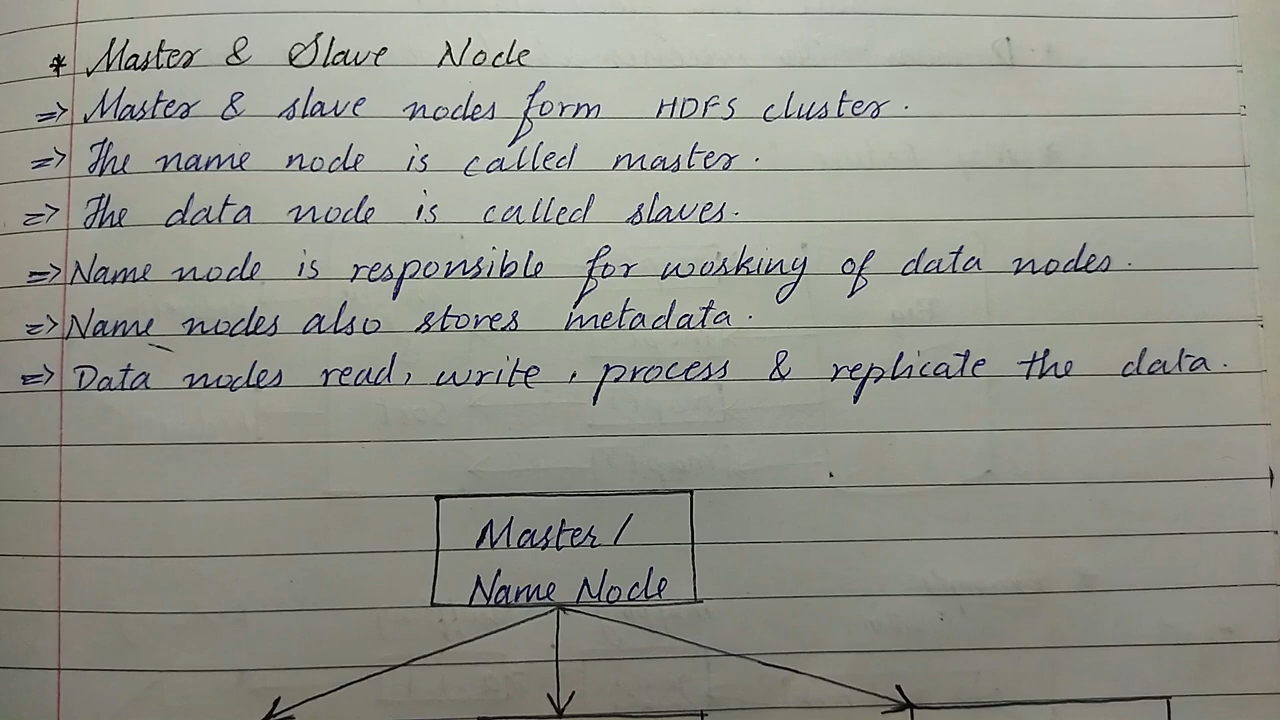 * Master & Slave Node
=> Master & slave nodes form HDFS cluster.
=> The name node is called master.
=> The data node is called slaves.
=> Name node is responsible for working of data nodes.
=> Name nodes also stores metadata.
=> Data nodes read, write, process & replicate the data.
Master /
Name Node